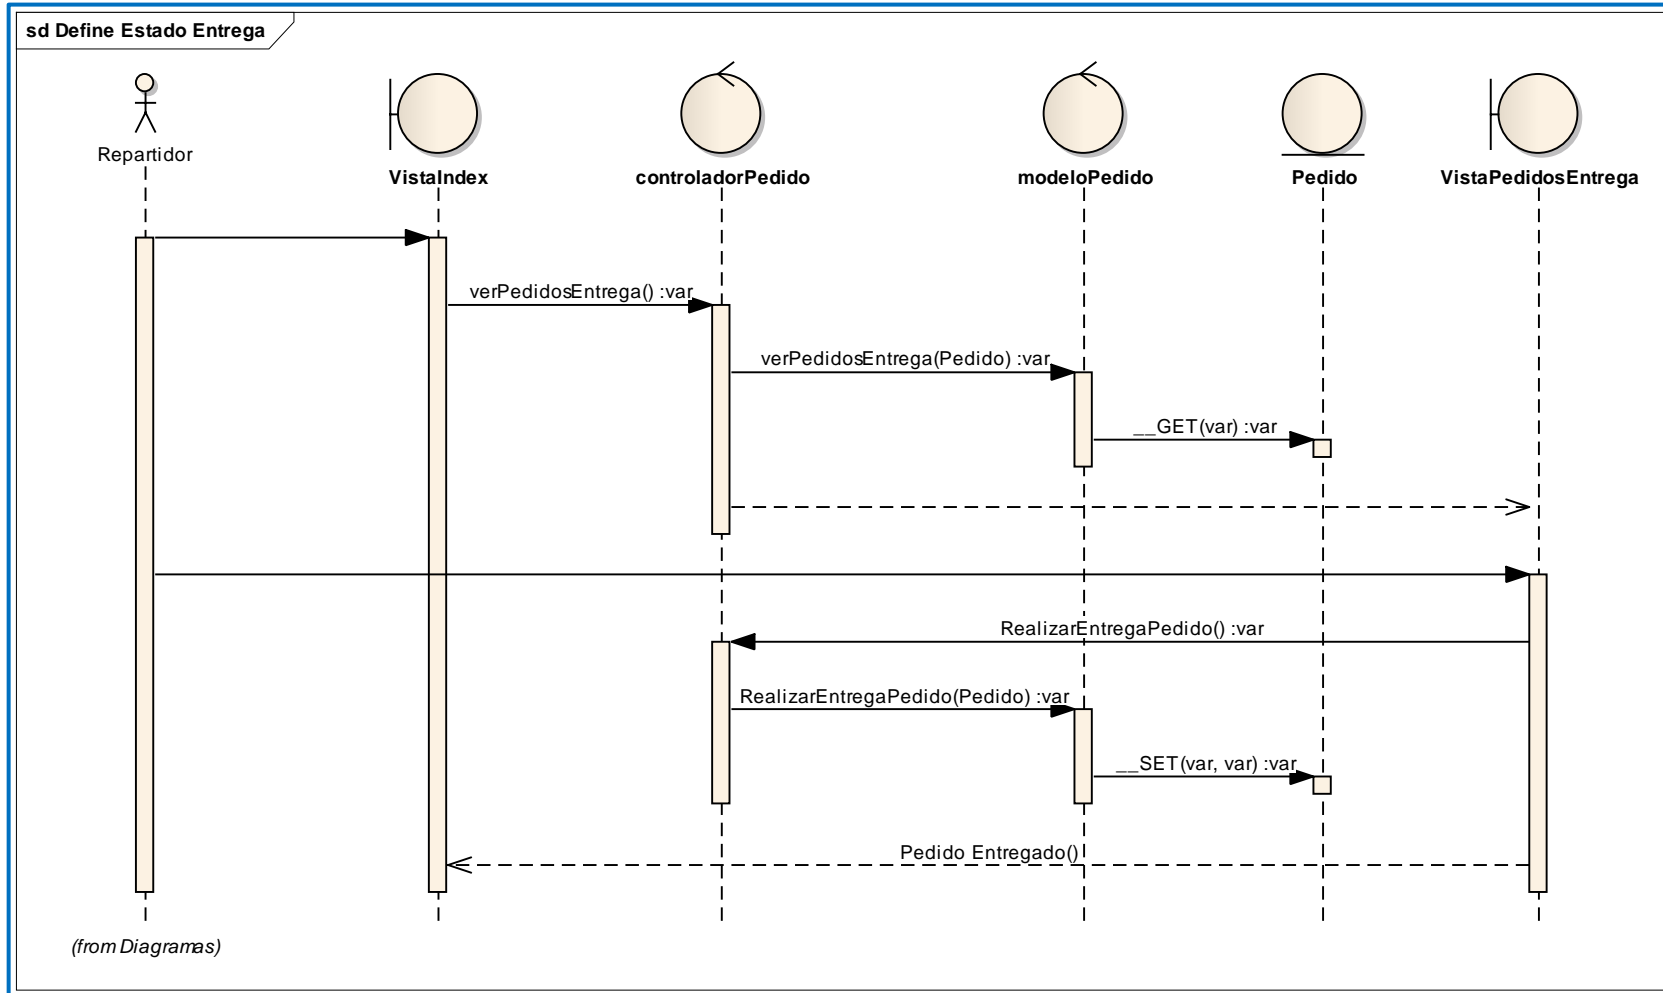 sd Define Estado Entrega
Repartidor
VistaIndex
controladorPedido
modeloPedido
Pedido
VistaPedidosEntrega
verPedidosEntrega() :var
verPedidosEntrega(Pedido) :var
__GET(var) :var
RealizarEntregaPedido() :var
RealizarEntregaPedido(Pedido) :var
__SET(var, var) :var
Pedido Entregado()
(from Diagramas)